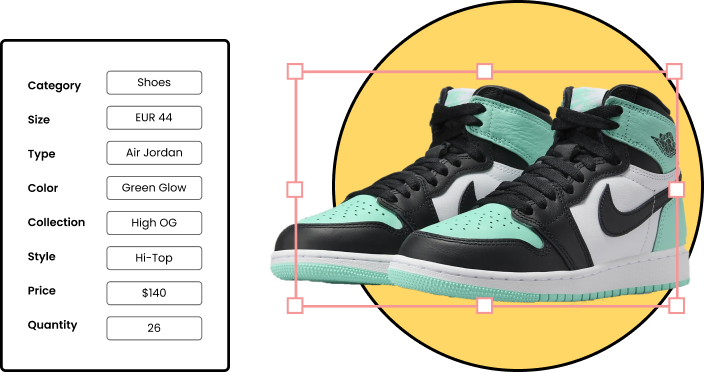 Category Shoes
Size EUR 44
Type Air Jordan
Color Green Glow
Collection High OG
Style Hi-Top
Price $140
Quantity 26